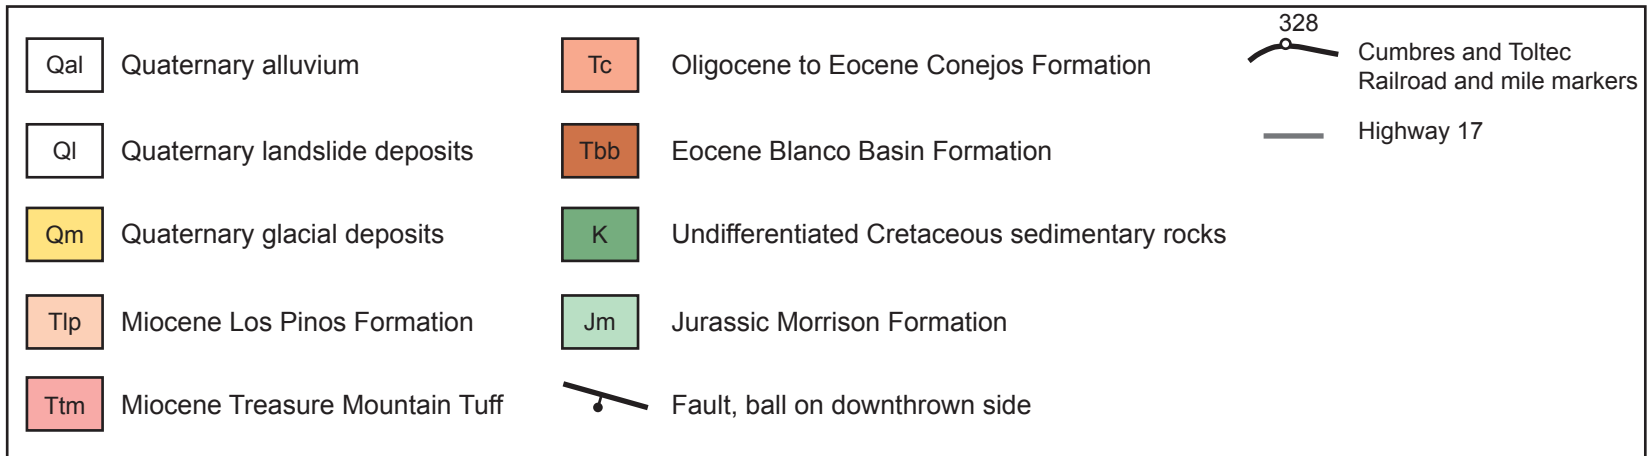 Qal Quaternary alluvium
Ql Quaternary landslide deposits
Qm Quaternary glacial deposits
Tlp Miocene Los Pinos Formation
Ttm Miocene Treasure Mountain Tuff
Tc Oligocene to Eocene Conejos Formation
Tbb Eocene Blanco Basin Formation
K Undifferentiated Cretaceous sedimentary rocks
Jm Jurassic Morrison Formation
Fault, ball on downthrown side
328
Cumbres and Toltec
Railroad and mile markers
Highway 17